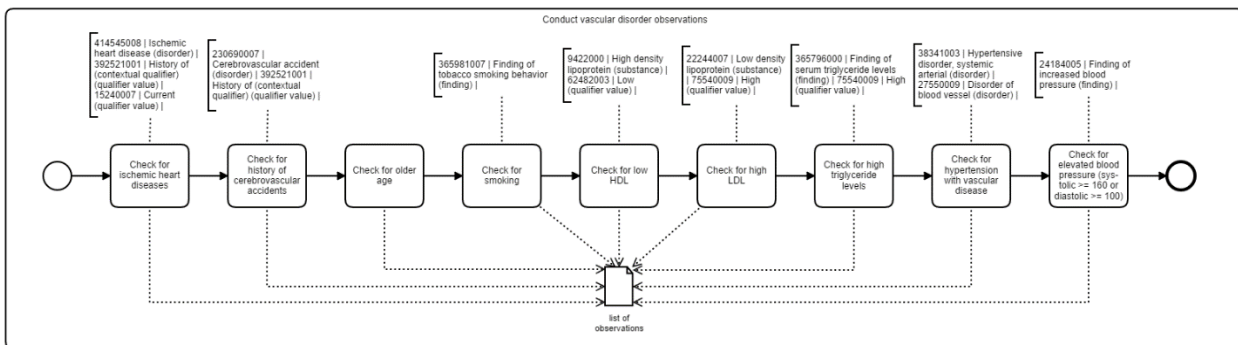 Conduct vascular disorder observations
414545008 | Ischemic
heart disease (disorder) |
392521001 | History of
(contextual qualifier)
(qualifier value) |
15240007 | Current
(qualifier value) |
230690007 |
Cerebrovascular accident
(disorder) | 392521001 |
History of (contextual
qualifier) (qualifier value) |
365981007 | Finding of
tobacco smoking behavior
(finding) |
9422000 | High density
lipoprotein (substance) |
62482003 | Low
(qualifier value) |
22244007 | Low density
lipoprotein (substance)
| 75540009 | High
(qualifier value) |
365796000 | Finding of
serum triglyceride levels
(finding) | 75540009 | High
(qualifier value) |
38341003 | Hypertensive
disorder, systemic
arterial (disorder) |
27550009 | Disorder of
blood vessel (disorder) |
24184005 | Finding of
increased blood
pressure (finding) |
Check for
ischemic heart
diseases
Check for
history of
cerebrovascular
accidents
Check for older
age
Check for
smoking
Check for low
HDL
Check for high
LDL
Check for high
triglyceride
levels
Check for
hypertension
with vascular
disease
Check for
elevated blood
pressure (sys-
tolic >= 160 or
diastolic >= 100)
list of
observations